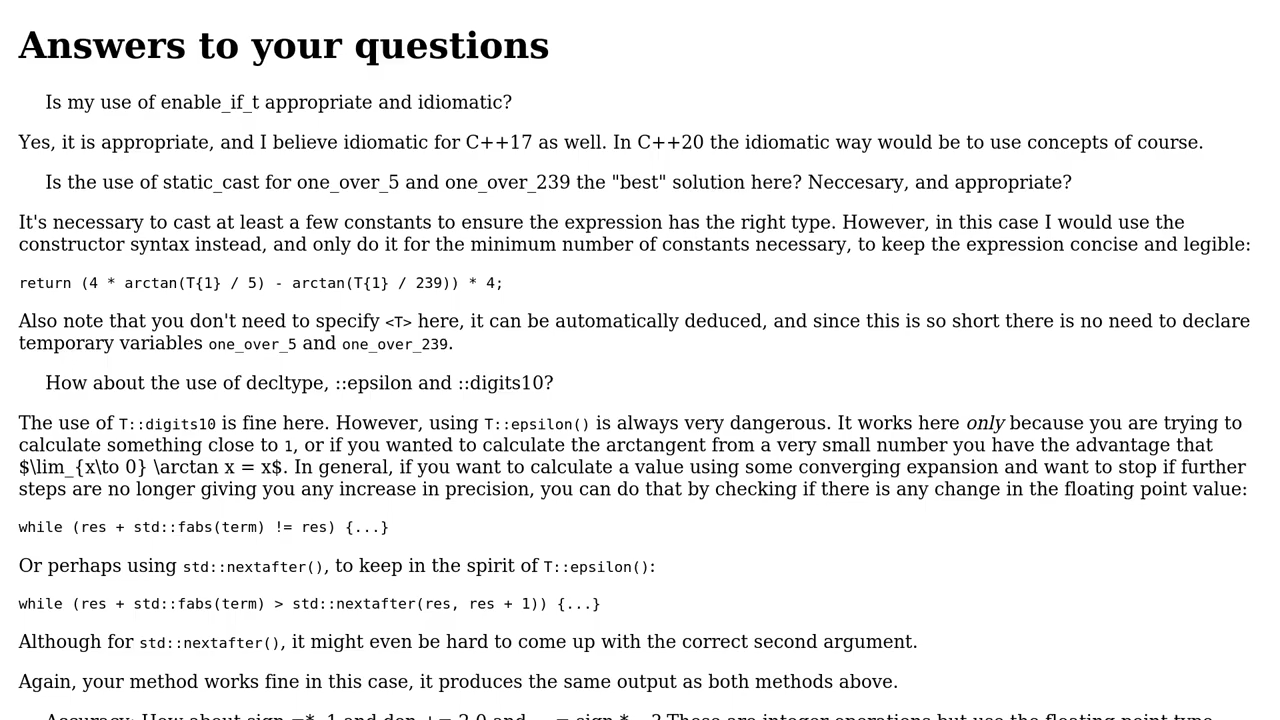 Answers to your questions
Is my use of enable_if_t appropriate and idiomatic?
Yes, it is appropriate, and I believe idiomatic for C++17 as well. In C++20 the idiomatic way would be to use concepts of course.
Is the use of static_cast for one_over_5 and one_over_239 the "best" solution here? Neccesary, and appropriate?
It's necessary to cast at least a few constants to ensure the expression has the right type. However, in this case I would use the
constructor syntax instead, and only do it for the minimum number of constants necessary, to keep the expression concise and legible:
return (4 * arctan(T{1} / 5) - arctan(T{1} / 239)) * 4;
Also note that you don't need to specify <T> here, it can be automatically deduced, and since this is so short there is no need to declare
temporary variables one_over_5 and one_over_239.
How about the use of decltype, ::epsilon and ::digits10?
The use of T::digits10 is fine here. However, using T::epsilon() is always very dangerous. It works here only because you are trying to
calculate something close to 1, or if you wanted to calculate the arctangent from a very small number you have the advantage that
$\lim_{x\to 0} \arctan x = x$. In general, if you want to calculate a value using some converging expansion and want to stop if further
steps are no longer giving you any increase in precision, you can do that by checking if there is any change in the floating point value:
while (res + std::fabs(term) != res) {...}
Or perhaps using std::nextafter(), to keep in the spirit of T::epsilon():
while (res + std::fabs(term) > std::nextafter(res, res + 1)) {...}
Although for std::nextafter(), it might even be hard to come up with the correct second argument.
Again, your method works fine in this case, it produces the same output as both methods above.